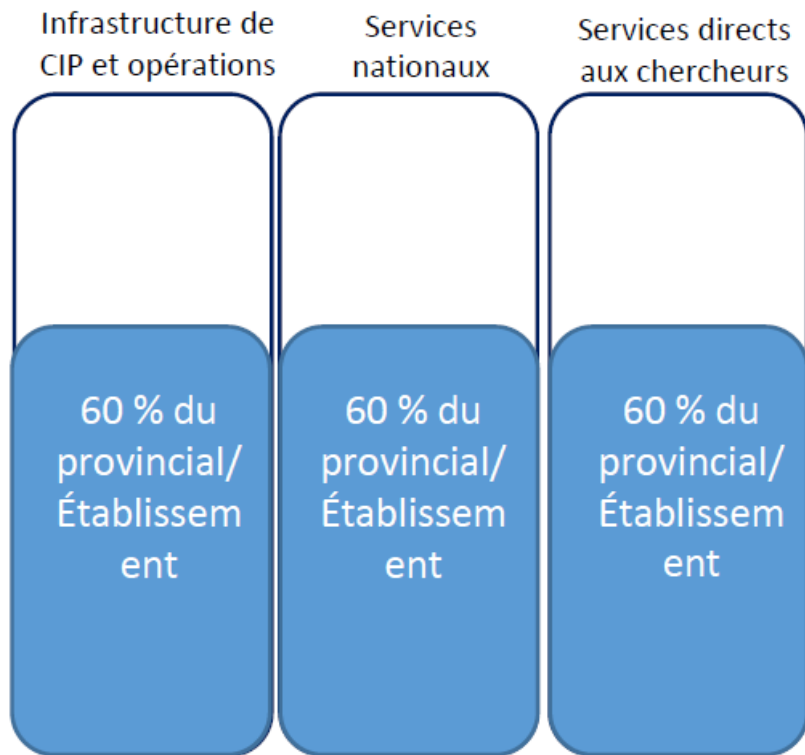 Infrastructure de
CIP et opérations
Services
nationaux
Services directs
aux chercheurs
60 % du
provincial/
Établissem
ent
60 % du
provincial/
Établissem
ent
60 % du
provincial/
Établissem
ent